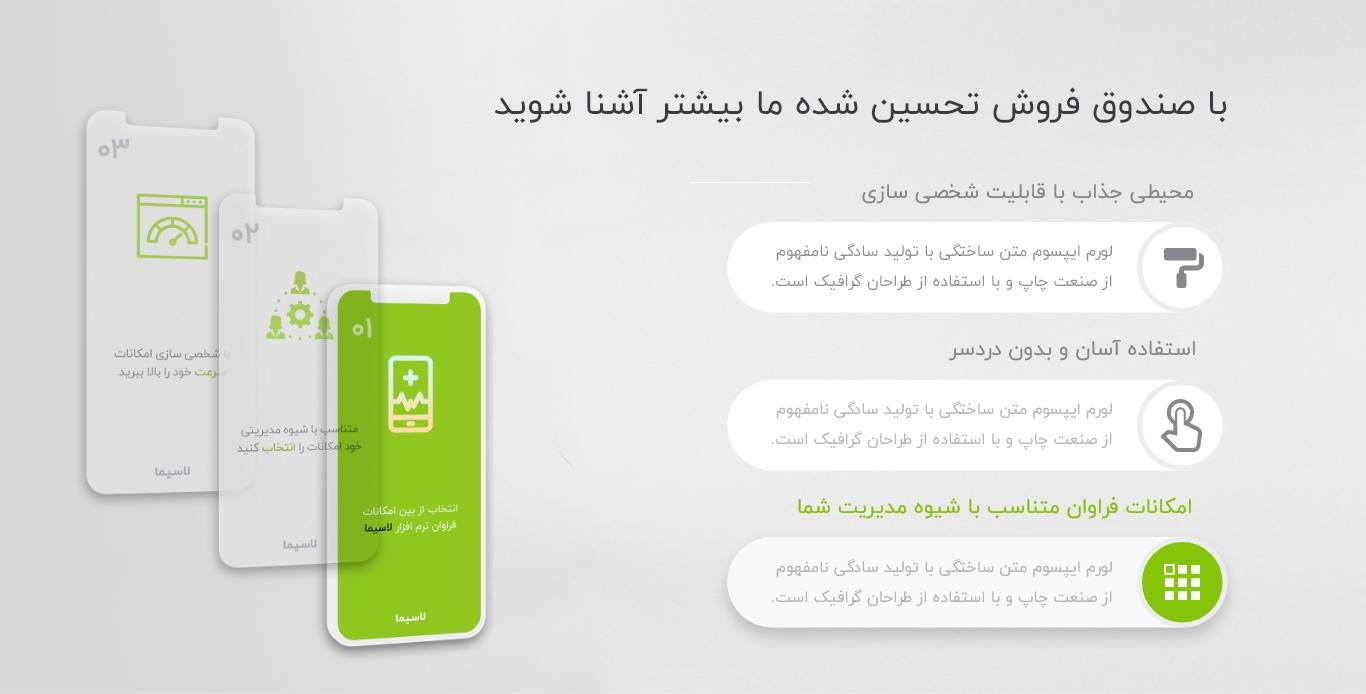 با صندوق فروش تحسین شده ما بیشتر آشنا شوید
محیطی جذاب با قابلیت شخصی سازی
لورم ایپسوم متن ساختگی با تولید سادگی نامفهوم
از صنعت چاپ و با استفاده از طراحان گرافیک است.
استفاده آسان و بدون دردسر
لورم ایپسوم متن ساختگی با تولید سادگی نامفهوم
از صنعت چاپ و با استفاده از طراحان گرافیک است.
امکانات فراوان متناسب با شیوه مدیریت شما
لورم ایپسوم متن ساختگی با تولید سادگی نامفهوم
از صنعت چاپ و با استفاده از طراحان گرافیک است.
۰۱
انتخاب از بین امکانات
فراوان نرم افزار لاسیما
لاسیما
۰۲
متناسب با شیوه مدیریتی
خود امکانات را انتخاب کنید
لاسیما
۰۳
با شخصی سازی امکانات
سرعت خود را بالا ببرید
لاسیما